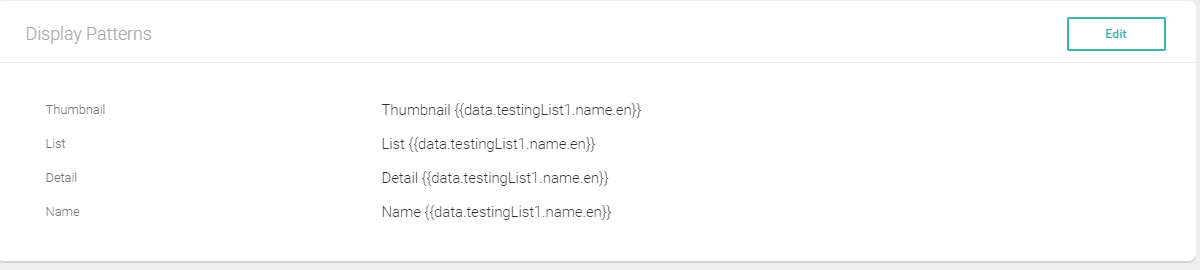 Display Patterns
Edit
Thumbnail Thumbnail {{data.testingList1.name.en}}
List List {{data.testingList1.name.en}}
Detail Detail {{data.testingList1.name.en}}
Name Name {{data.testingList1.name.en}}